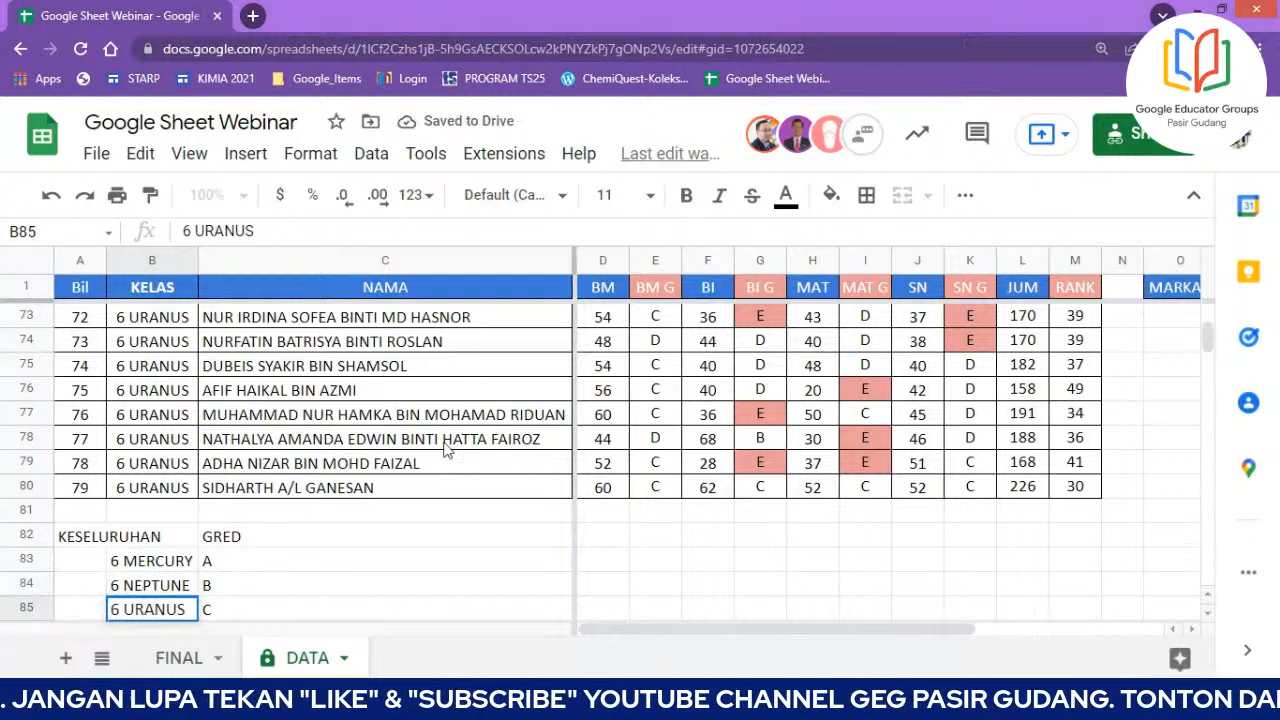 Google Sheet Webinar - Google
docs.google.com/spreadsheets/d/1ICf2Czhs1jB-5h9GsAECKSOLcw2kPNYZkPj7gONp2Vs/edit#gid=1072654022
Apps STARP KIMIA 2021 Google_Items Login PROGRAM TS25 ChemiQuest-Koleks... Google Sheet Webi...
Google Educator Groups
Pasir Gudang
Google Sheet Webinar Saved to Drive
File Edit View Insert Format Data Tools Extensions Help Last edit wa...
100% $ % .0 .00 123 Default (Ca... 11 B I S A
B85 fx 6 URANUS
A B C D E F G H I J K L M N O
1 Bil KELAS NAMA BM BM G BI BI G MAT MAT G SN SN G JUM RANK MARKA
73 72 6 URANUS NUR IRDINA SOFEA BINTI MD HASNOR 54 C 36 E 43 D 37 E 170 39
74 73 6 URANUS NURFATIN BATRISYA BINTI ROSLAN 48 D 44 D 40 D 38 E 170 39
75 74 6 URANUS DUBEIS SYAKIR BIN SHAMSOL 54 C 40 D 48 D 40 D 182 37
76 75 6 URANUS AFIF HAIKAL BIN AZMI 56 C 40 D 20 E 42 D 158 49
77 76 6 URANUS MUHAMMAD NUR HAMKA BIN MOHAMAD RIDUAN 60 C 36 E 50 C 45 D 191 34
78 77 6 URANUS NATHALYA AMANDA EDWIN BINTI HATTA FAIROZ 44 D 68 B 30 E 46 D 188 36
79 78 6 URANUS ADHA NIZAR BIN MOHD FAIZAL 52 C 28 E 37 E 51 C 168 41
80 79 6 URANUS SIDHARTH A/L GANESAN 60 C 62 C 52 C 52 C 226 30
81
82 KESELURUHAN GRED
83 6 MERCURY A
84 6 NEPTUNE B
85 6 URANUS C
FINAL DATA
31
. JANGAN LUPA TEKAN "LIKE" & "SUBSCRIBE" YOUTUBE CHANNEL GEG PASIR GUDANG. TONTON DA